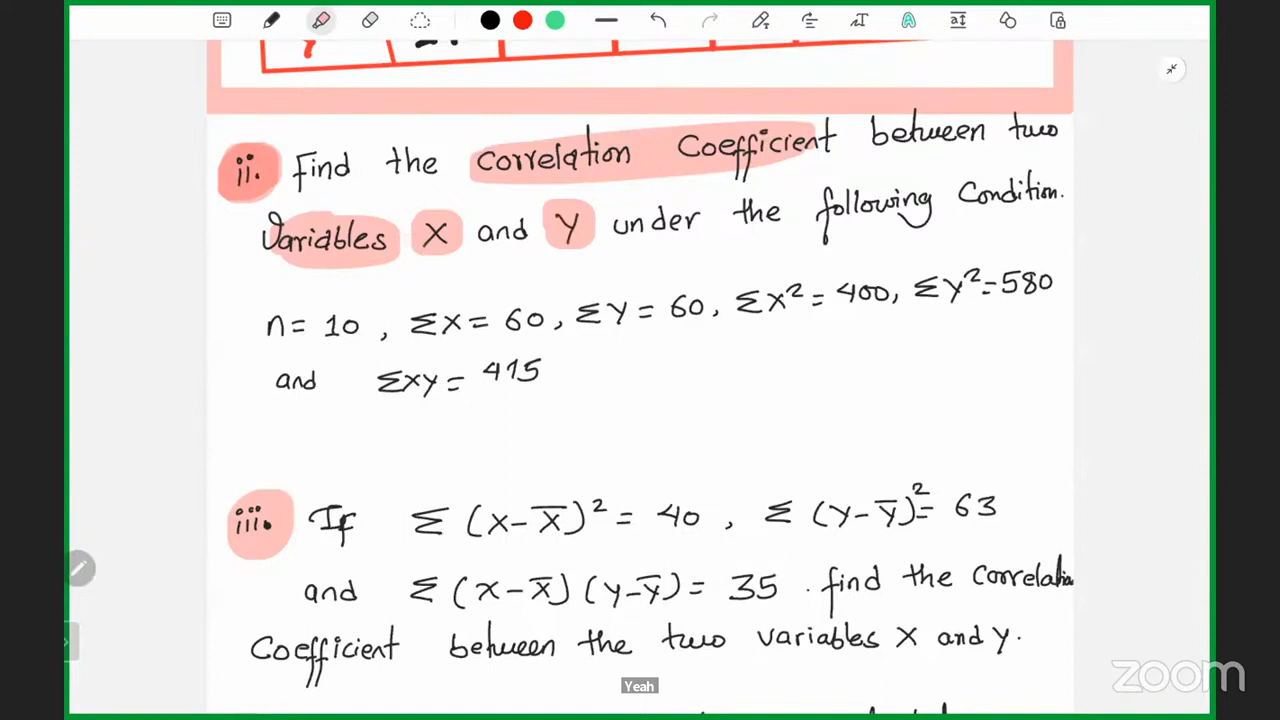 ii. Find the Correlation Coefficient between two
Variables X and Y under the following Condition.
n = 10 , ΣX = 60, ΣY = 60, ΣX² = 400, ΣY² = 580
and ΣXY = 415
iii. If Σ (X-X̅)² = 40 , Σ (Y-Y̅)² = 63
and Σ (X-X̅) (Y-Y̅) = 35 . find the Correlation
Coefficient between the two variables X and Y.
Yeah
zoom